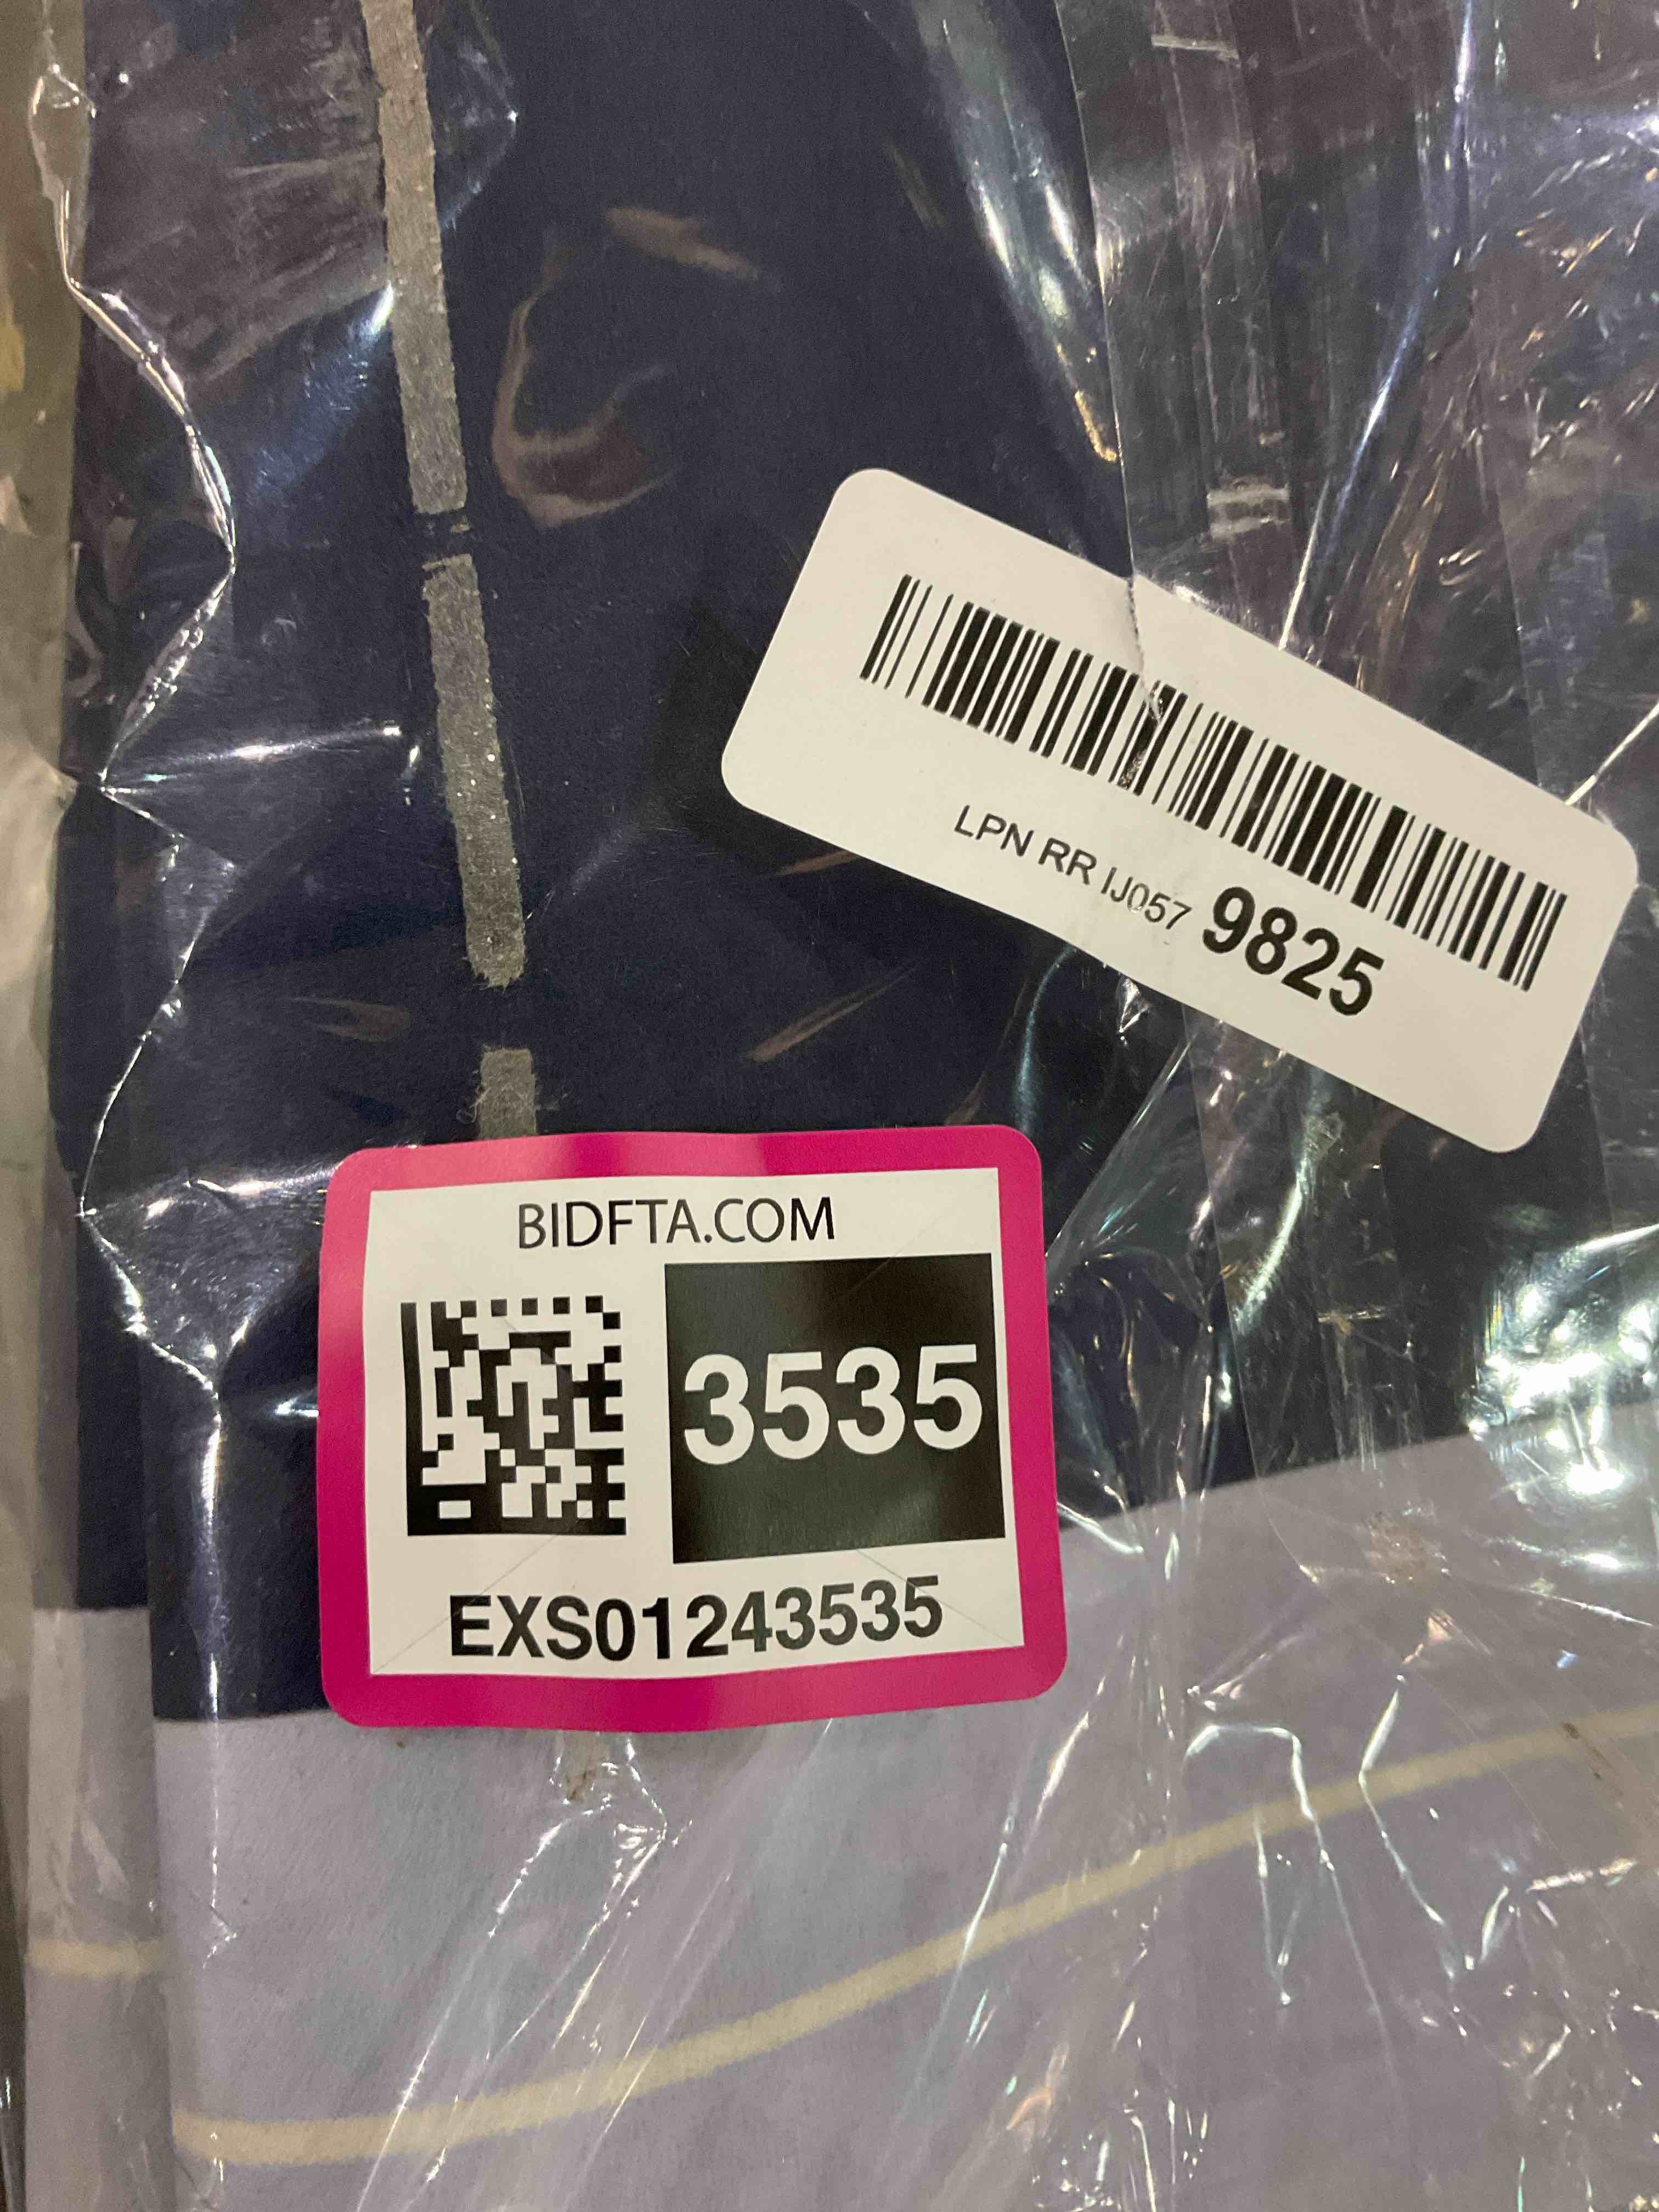 LPN RR IJ057 9825
BIDFTA.COM
3535
EXS01243535